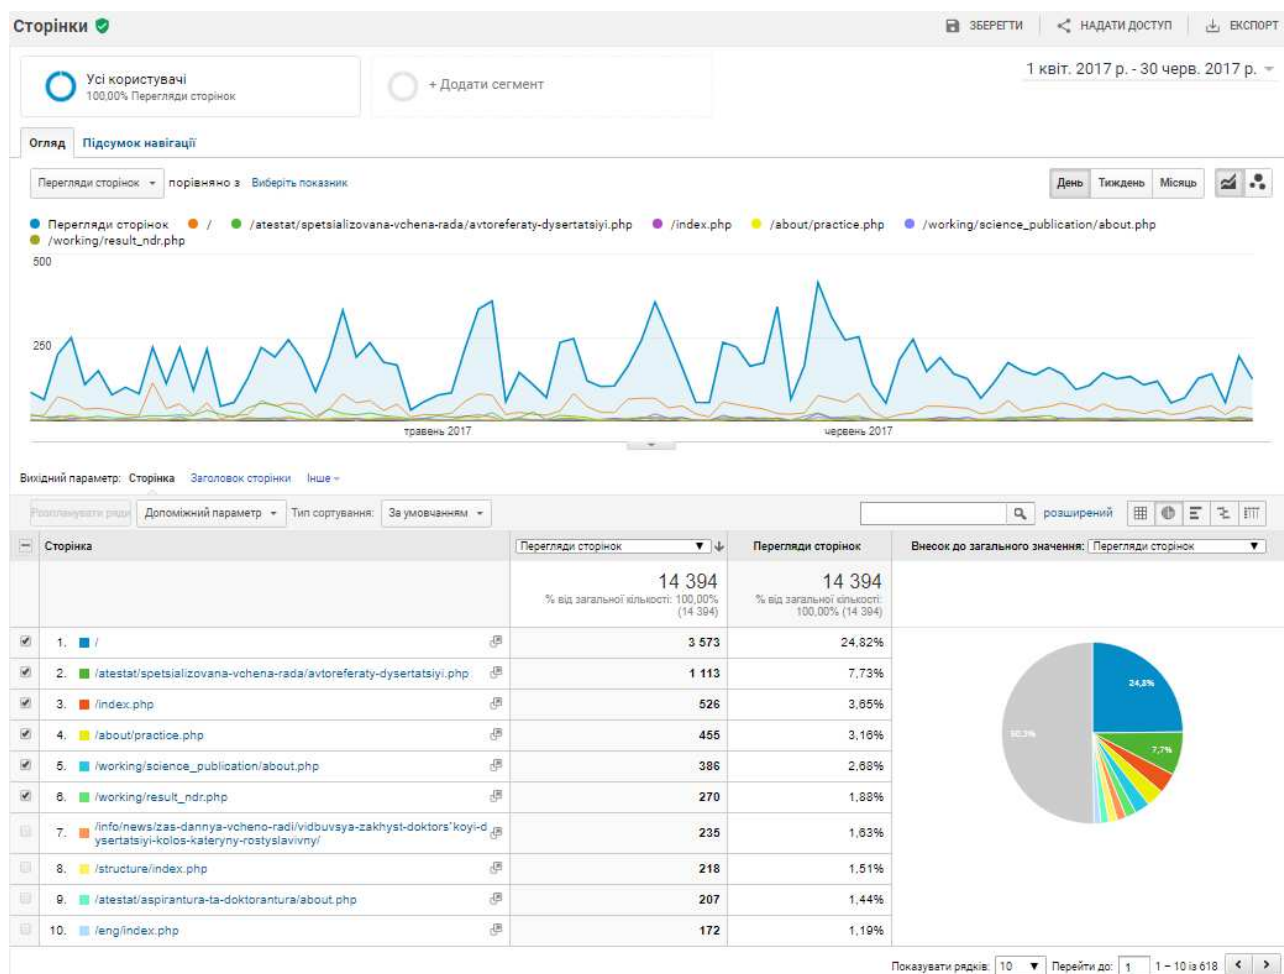 Сторінки
ЗБЕРЕГТИ
НАДАТИ ДОСТУП
ЕКСПОРТ
Усі користувачі
100,00% Перегляди сторінок
+ Додати сегмент
1 квіт. 2017 р. - 30 черв. 2017 р.
Огляд Підсумок навігації
Перегляди сторінок порівняно з Виберіть показник
День Тиждень Місяць
Перегляди сторінок / /atestat/spetsializovana-vchena-rada/avtoreferaty-dysertatsiyi.php /index.php /about/practice.php /working/science_publication/about.php
/working/result_ndr.php
500
250
травень 2017 червень 2017
Вихідний параметр: Сторінка Заголовок сторінки Інше
Розпланувати ряди Допоміжний параметр Тип сортування: За умовчанням розширений
Сторінка Перегляди сторінок Перегляди сторінок Внесок до загального значення: Перегляди сторінок
14 394 14 394
% від загальної кількості: 100,00% (14 394) % від загальної кількості: 100,00% (14 394)
1. / 3 573 24,82%
2. /atestat/spetsializovana-vchena-rada/avtoreferaty-dysertatsiyi.php 1 113 7,73%
3. /index.php 526 3,65%
4. /about/practice.php 455 3,16%
5. /working/science_publication/about.php 386 2,68%
6. /working/result_ndr.php 270 1,88%
7. /info/news/zas-dannya-vcheno-radi/vidbuvsya-zakhyst-doktors'koyi-d
ysertatsiyi-kolos-kateryny-rostyslavivny/ 235 1,63%
8. /structure/index.php 218 1,51%
9. /atestat/aspirantura-ta-doktorantura/about.php 207 1,44%
10. /eng/index.php 172 1,19%
24,8%
7,7%
50,3%
Показувати рядків: 10 Перейти до: 1 1 – 10 із 618